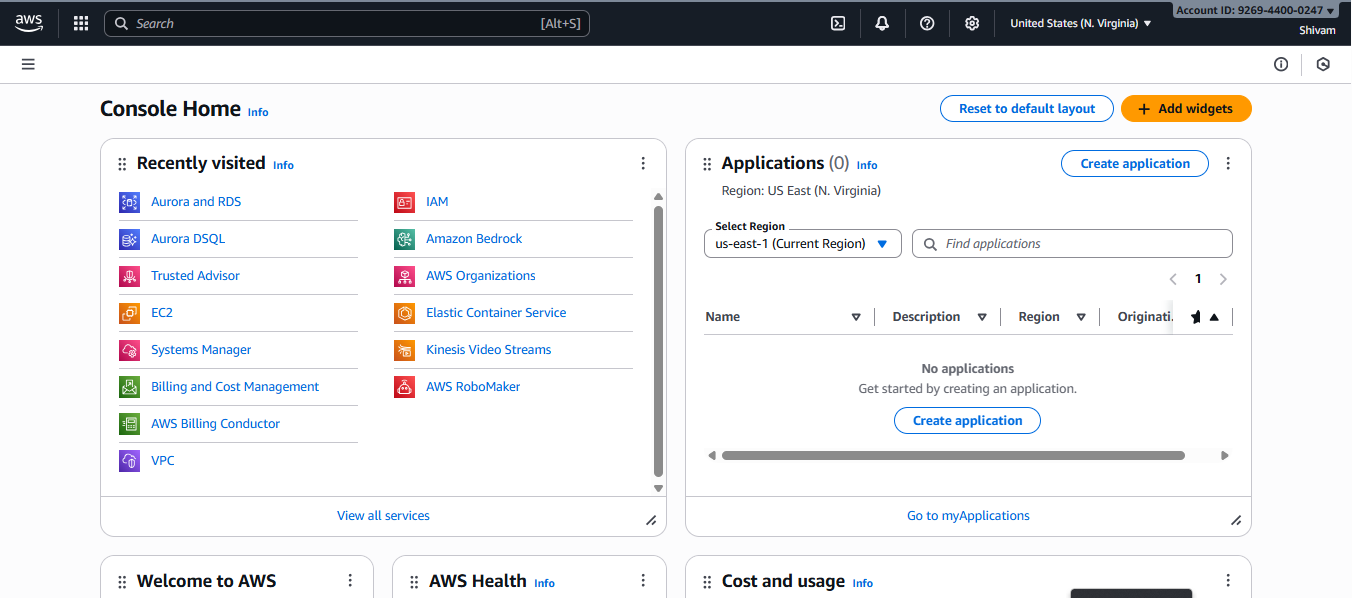 aws
Search [Alt+S]
United States (N. Virginia)
Account ID: 9269-4400-0247
Shivam
Console Home Info
Reset to default layout
Add widgets
Recently visited Info
Aurora and RDS
Aurora DSQL
Trusted Advisor
EC2
Systems Manager
Billing and Cost Management
AWS Billing Conductor
VPC
IAM
Amazon Bedrock
AWS Organizations
Elastic Container Service
Kinesis Video Streams
AWS RoboMaker
View all services
Applications (0) Info
Create application
Region: US East (N. Virginia)
Select Region
us-east-1 (Current Region)
Find applications
1
Name Description Region Originati
No applications
Get started by creating an application.
Create application
Go to myApplications
Welcome to AWS
AWS Health Info
Cost and usage Info